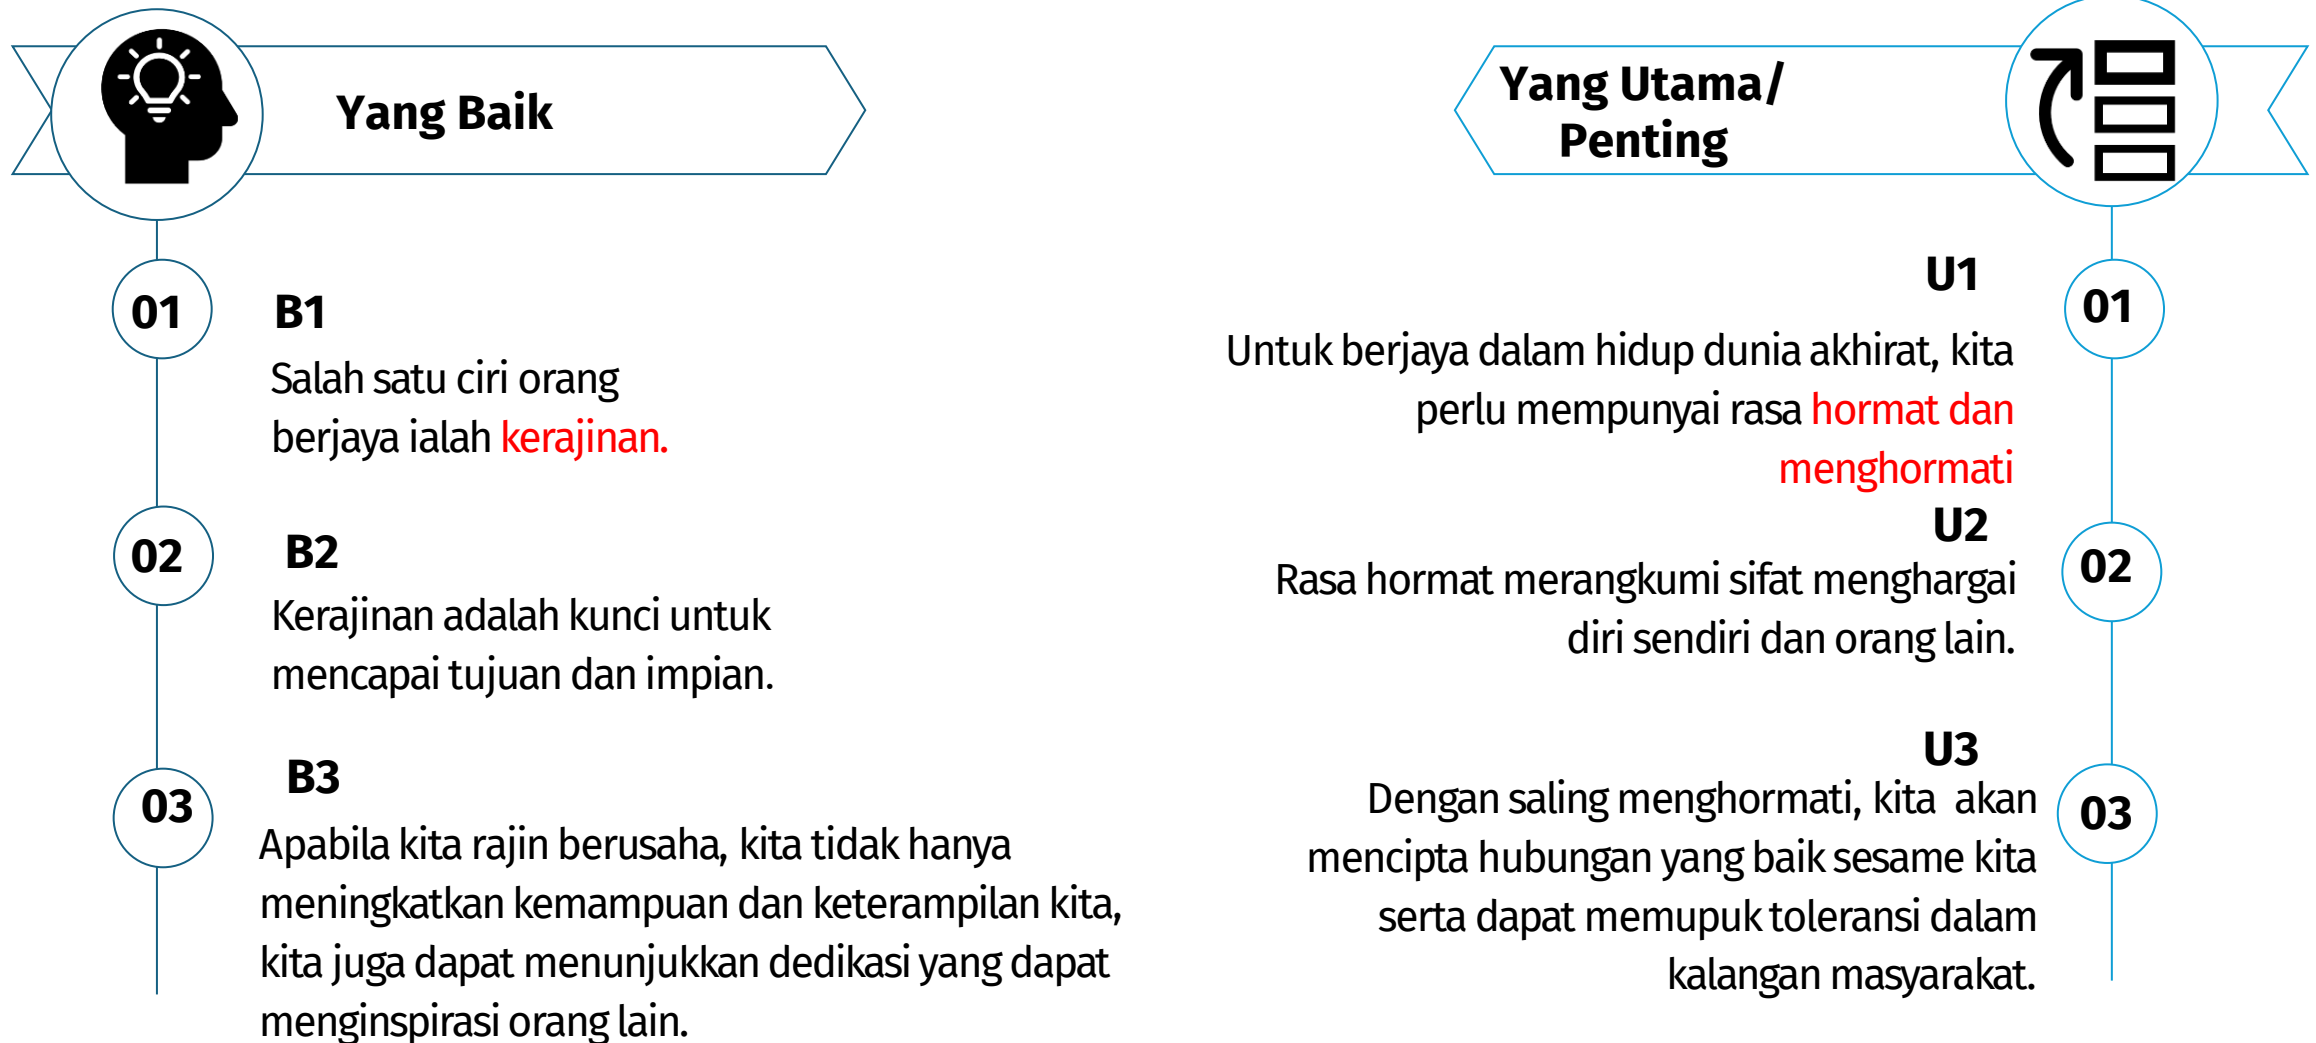 Yang Baik
01
B1
Salah satu ciri orang
berjaya ialah kerajinan.
02
B2
Kerajinan adalah kunci untuk
mencapai tujuan dan impian.
03
B3
Apabila kita rajin berusaha, kita tidak hanya
meningkatkan kemampuan dan keterampilan kita,
kita juga dapat menunjukkan dedikasi yang dapat
menginspirasi orang lain.
Yang Utama/
Penting
U1
01
Untuk berjaya dalam hidup dunia akhirat, kita
perlu mempunyai rasa hormat dan
menghormati
U2
02
Rasa hormat merangkumi sifat menghargai
diri sendiri dan orang lain.
U3
03
Dengan saling menghormati, kita akan
mencipta hubungan yang baik sesame kita
serta dapat memupuk toleransi dalam
kalangan masyarakat.